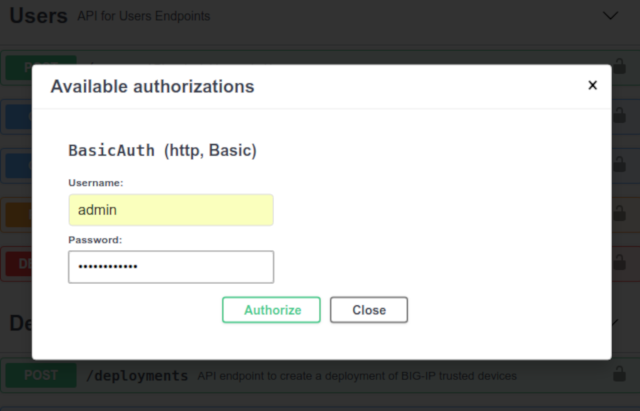 Users API for Users Endpoints
Available authorizations x
BasicAuth (http, Basic)
Username:
admin
Password:
••••••••••••
Authorize Close
De
POST /deployments API endpoint to create a deployment of BIG-IP trusted devices